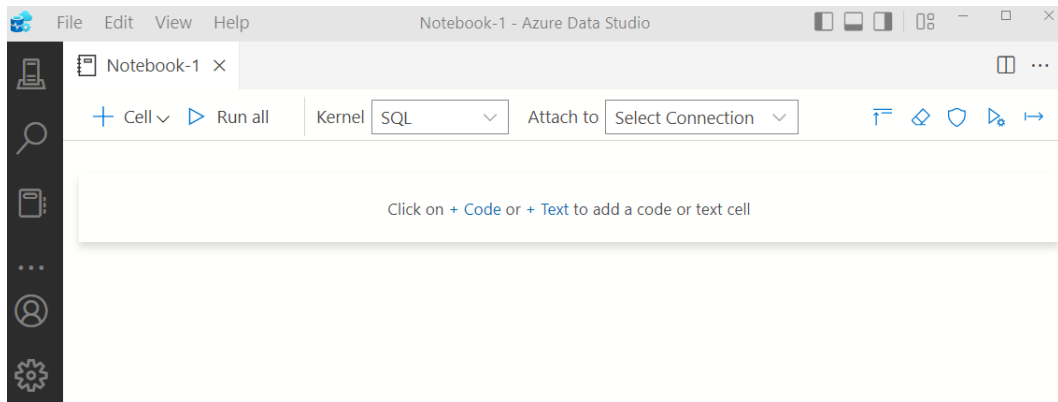 File Edit View Help Notebook-1 - Azure Data Studio
Notebook-1
Cell Run all Kernel SQL Attach to Select Connection
Click on + Code or + Text to add a code or text cell